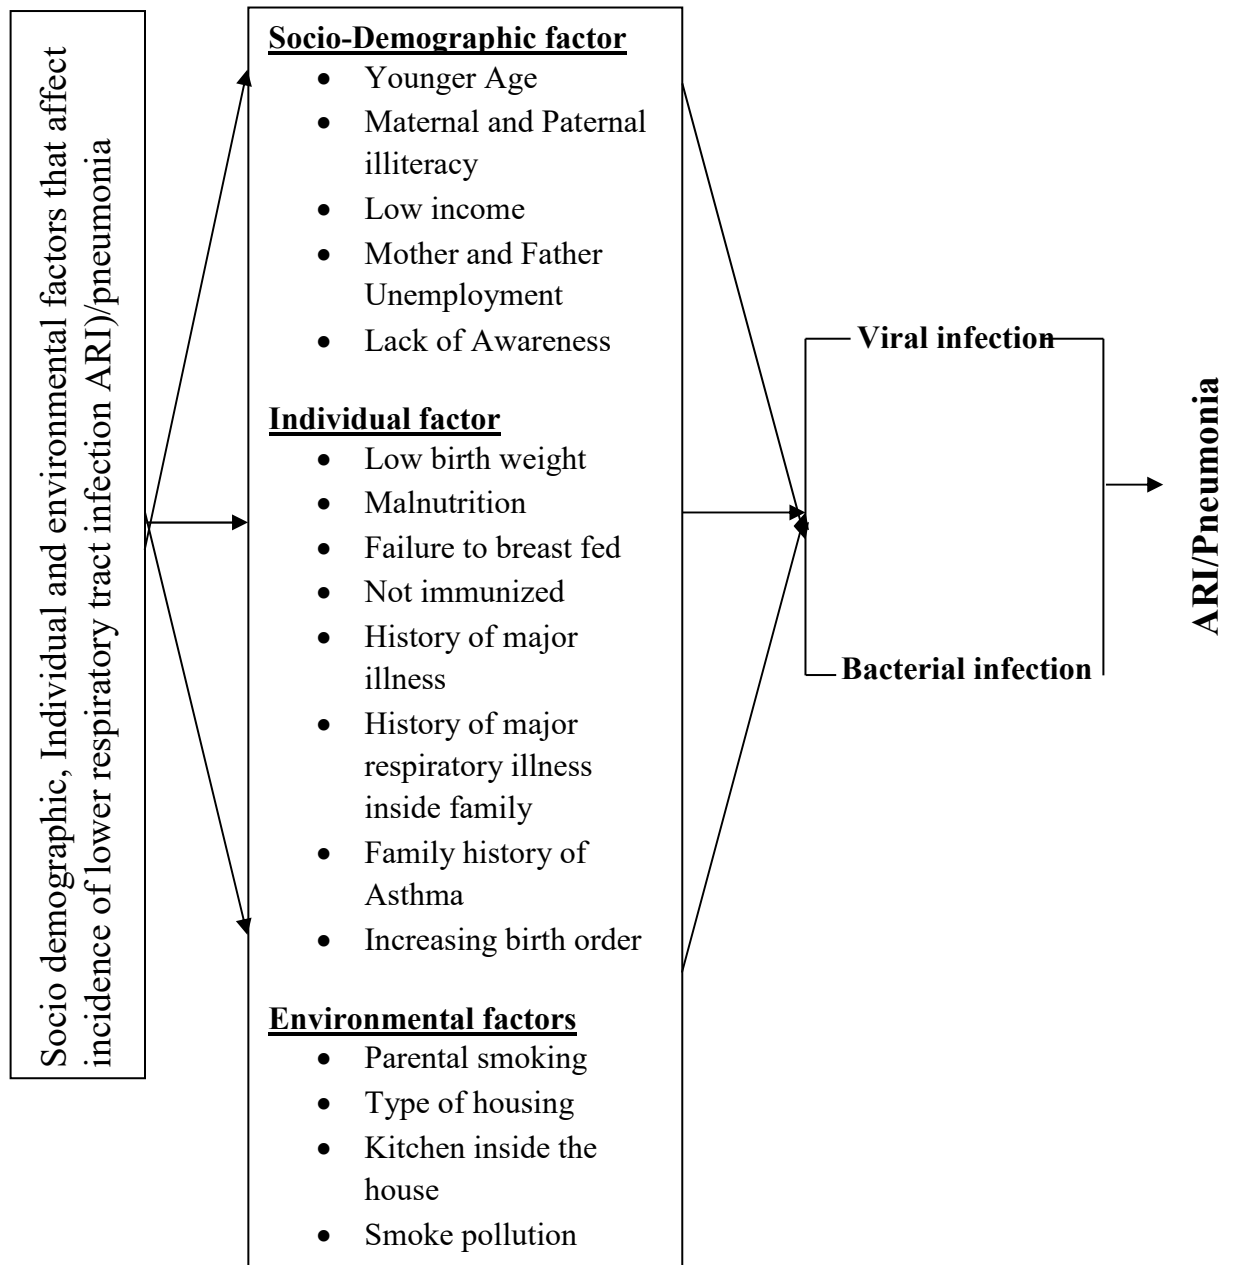 Socio demographic, Individual and environmental factors that affect
incidence of lower respiratory tract infection ARI)/pneumonia
Socio-Demographic factor
• Younger Age
• Maternal and Paternal
illiteracy
• Low income
• Mother and Father
Unemployment
• Lack of Awareness
Individual factor
• Low birth weight
• Malnutrition
• Failure to breast fed
• Not immunized
• History of major
illness
• History of major
respiratory illness
inside family
• Family history of
Asthma
• Increasing birth order
Environmental factors
• Parental smoking
• Type of housing
• Kitchen inside the
house
• Smoke pollution
Viral infection
Bacterial infection
ARI/Pneumonia